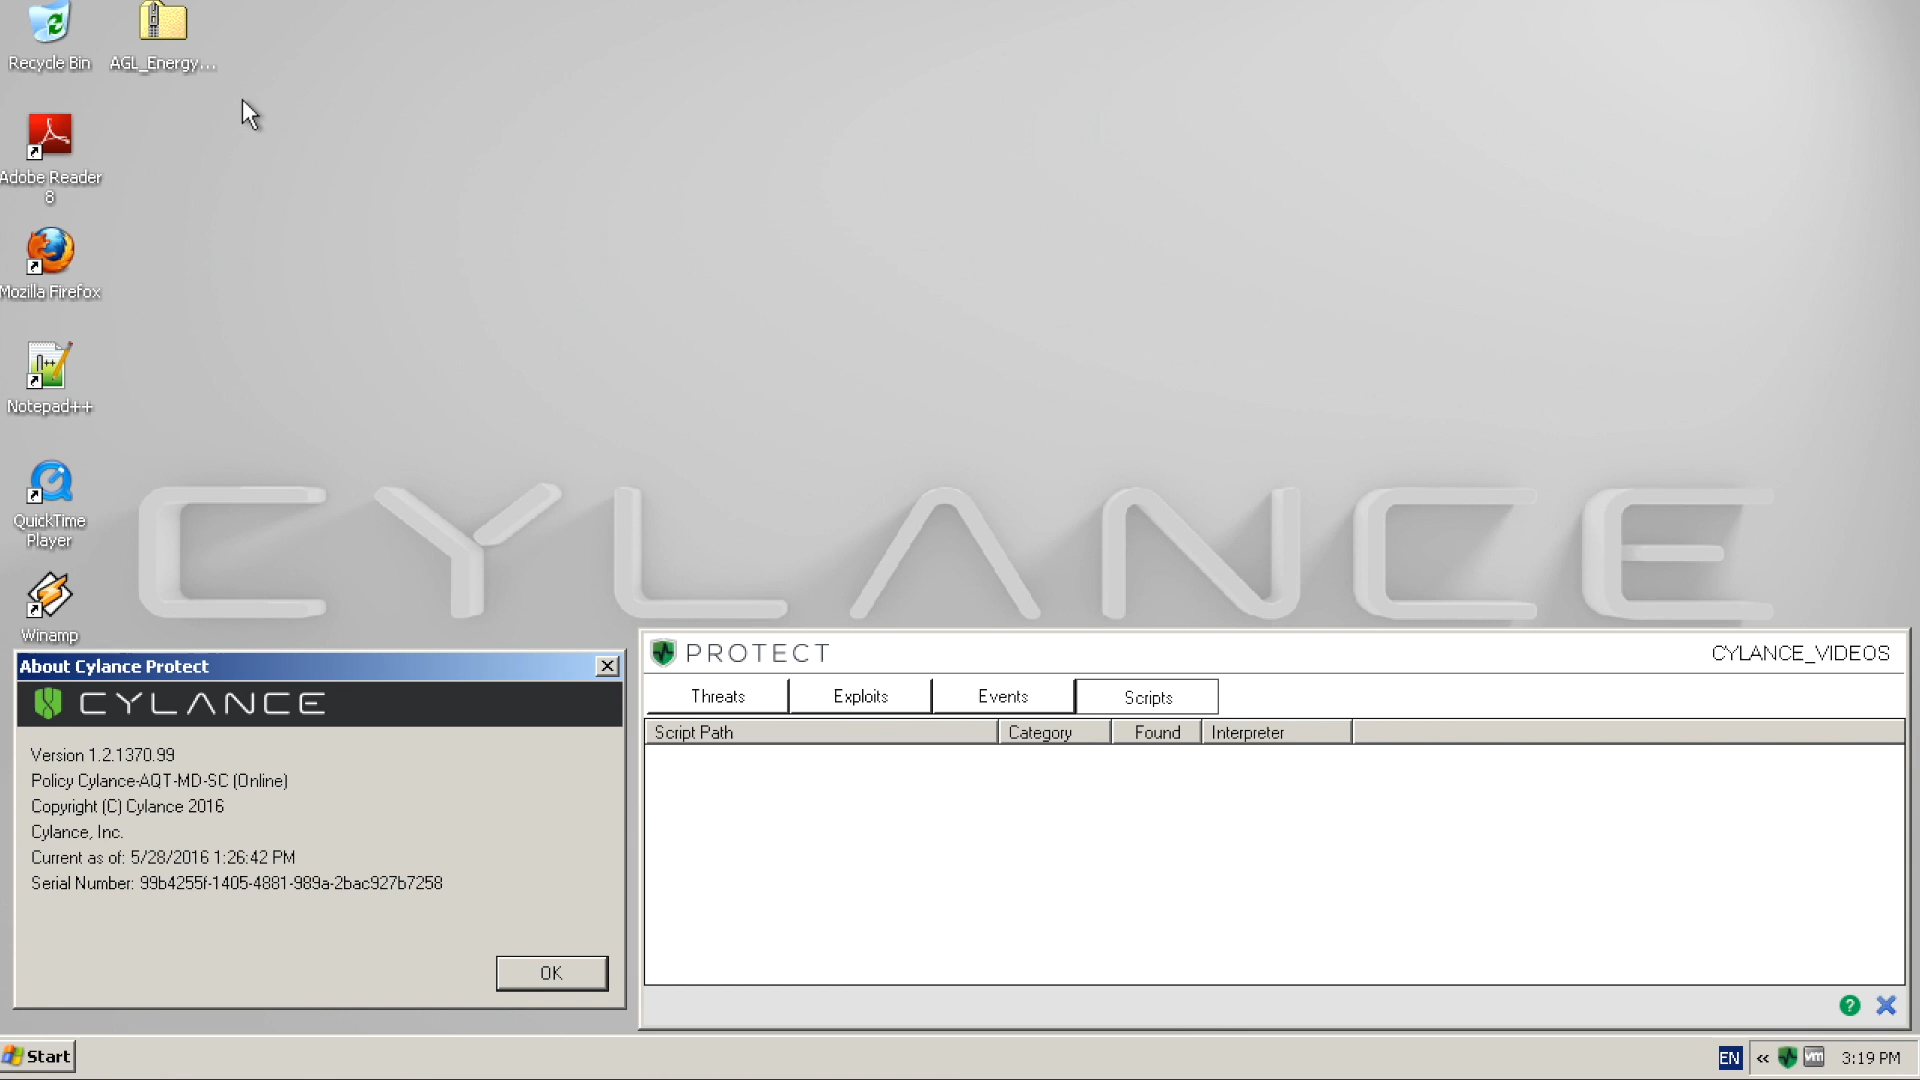 Recycle Bin
AGL_Energy...
Adobe Reader
8
Mozilla Firefox
Notepad++
QuickTime
Player
Winamp
CYLANCE
About Cylance Protect
CYLANCE
Version 1.2.1370.99
Policy Cylance-AQT-MD-SC (Online)
Copyright (C) Cylance 2016
Cylance, Inc.
Current as of: 5/28/2016 1:26:42 PM
Serial Number: 99b4255f-1405-4881-989a-2bac927b7258
OK
PROTECT
CYLANCE_VIDEOS
Threats
Exploits
Events
Scripts
Script Path
Category
Found
Interpreter
?
Start
EN
«
vm
3:19 PM